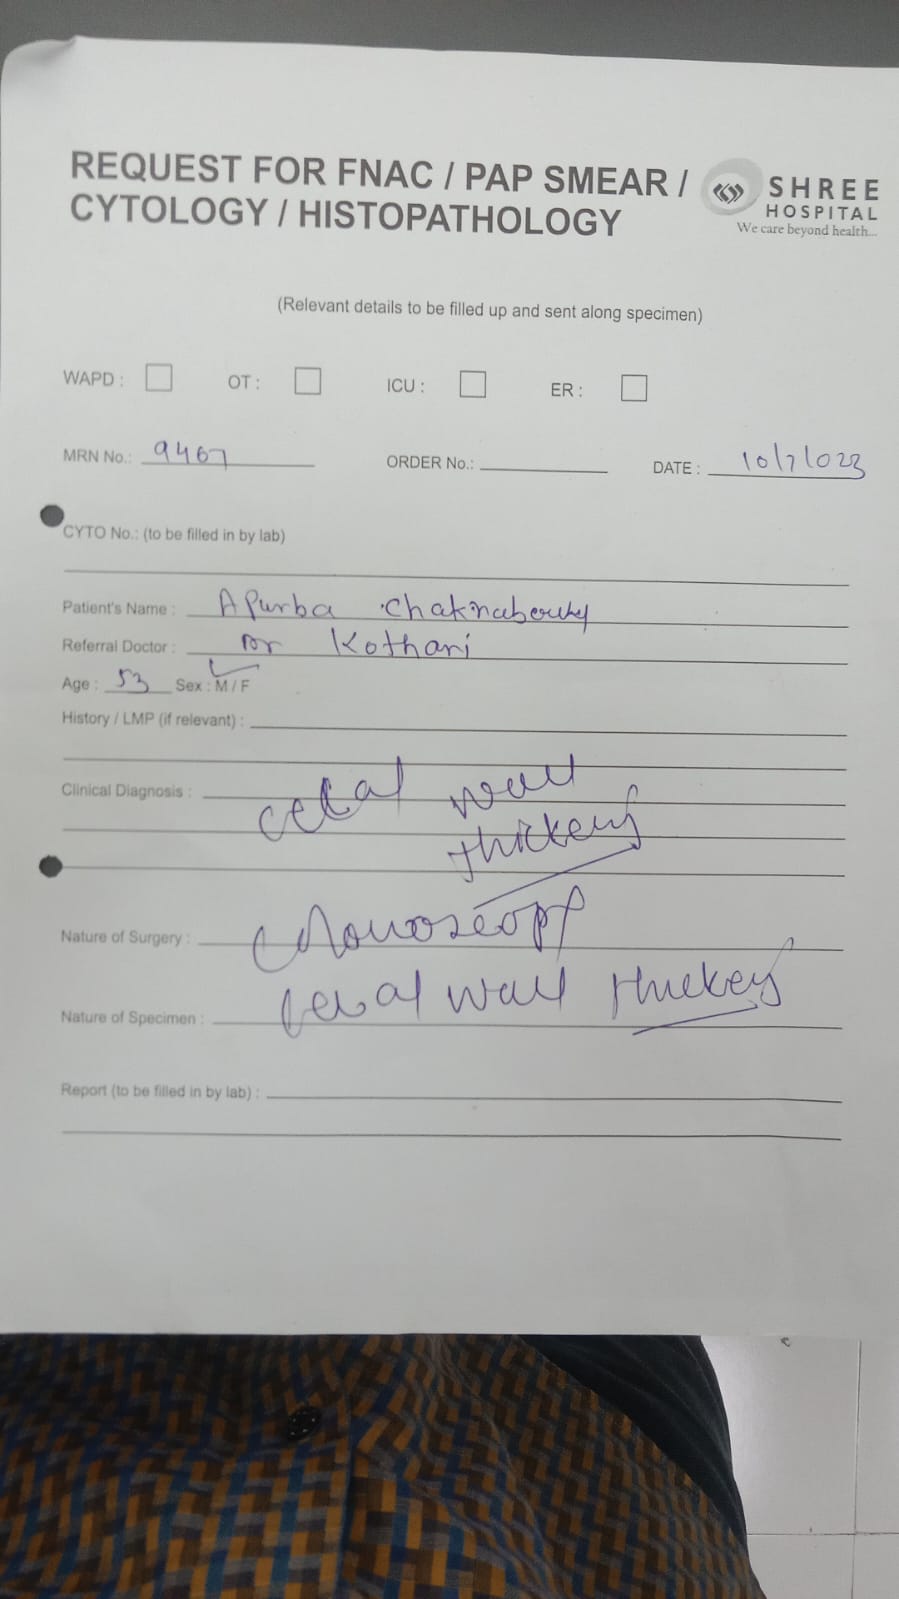 REQUEST FOR FNAC / PAP SMEAR /
CYTOLOGY / HISTOPATHOLOGY
SHREE
HOSPITAL
We care beyond health...
(Relevant details to be filled up and sent along specimen)
WAPD : OT : ICU : ER :
MRN No.: 9467 ORDER No.: DATE : 10/7/023
CYTO No.: (to be filled in by lab)
Patient's Name : Apurba Chakraborty
Referral Doctor : Dr Kothari
Age : 53 Sex : M / F
History / LMP (if relevant) :
Clinical Diagnosis : cecal wall
Nature of Surgery :
wall
Nature of Specimen :
Report (to be filled in by lab) :